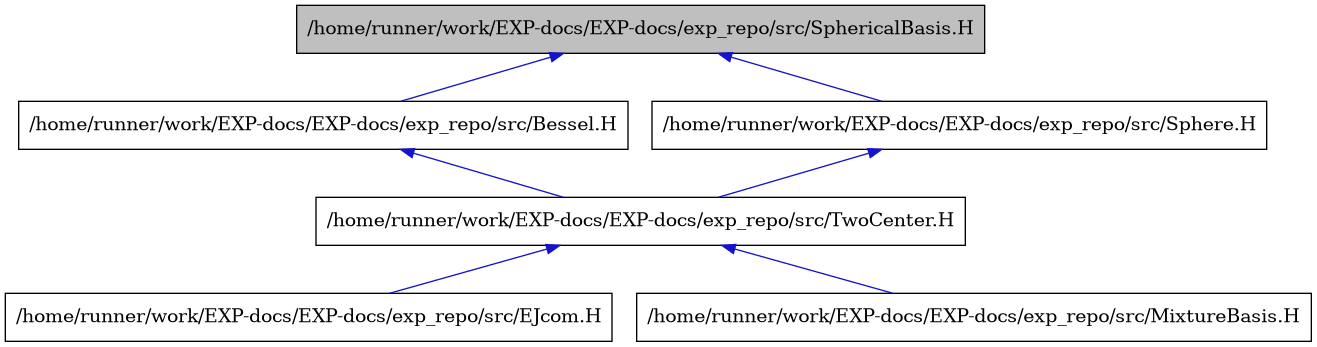 /home/runner/work/EXP-docs/EXP-docs/exp_repo/src/SphericalBasis.H
/home/runner/work/EXP-docs/EXP-docs/exp_repo/src/Bessel.H
/home/runner/work/EXP-docs/EXP-docs/exp_repo/src/Sphere.H
/home/runner/work/EXP-docs/EXP-docs/exp_repo/src/TwoCenter.H
/home/runner/work/EXP-docs/EXP-docs/exp_repo/src/EJcom.H
/home/runner/work/EXP-docs/EXP-docs/exp_repo/src/MixtureBasis.H